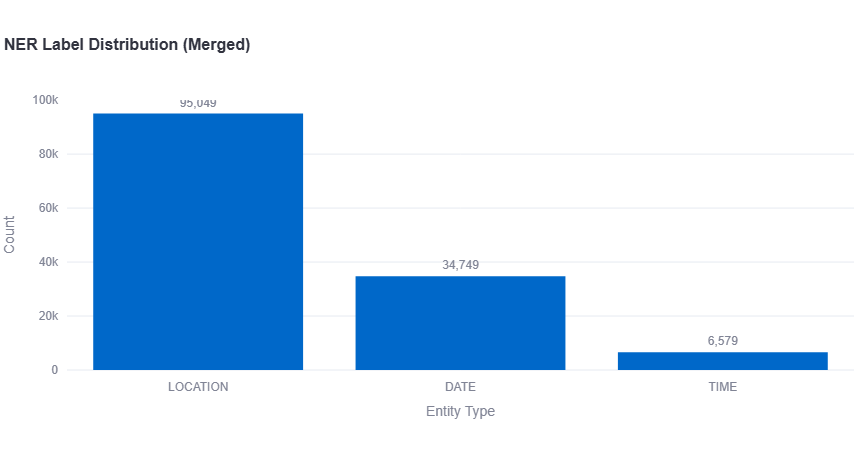 NER Label Distribution (Merged)
100k
80k
60k
40k
20k
0
Count
95,049
34,749
6,579
LOCATION
DATE
TIME
Entity Type